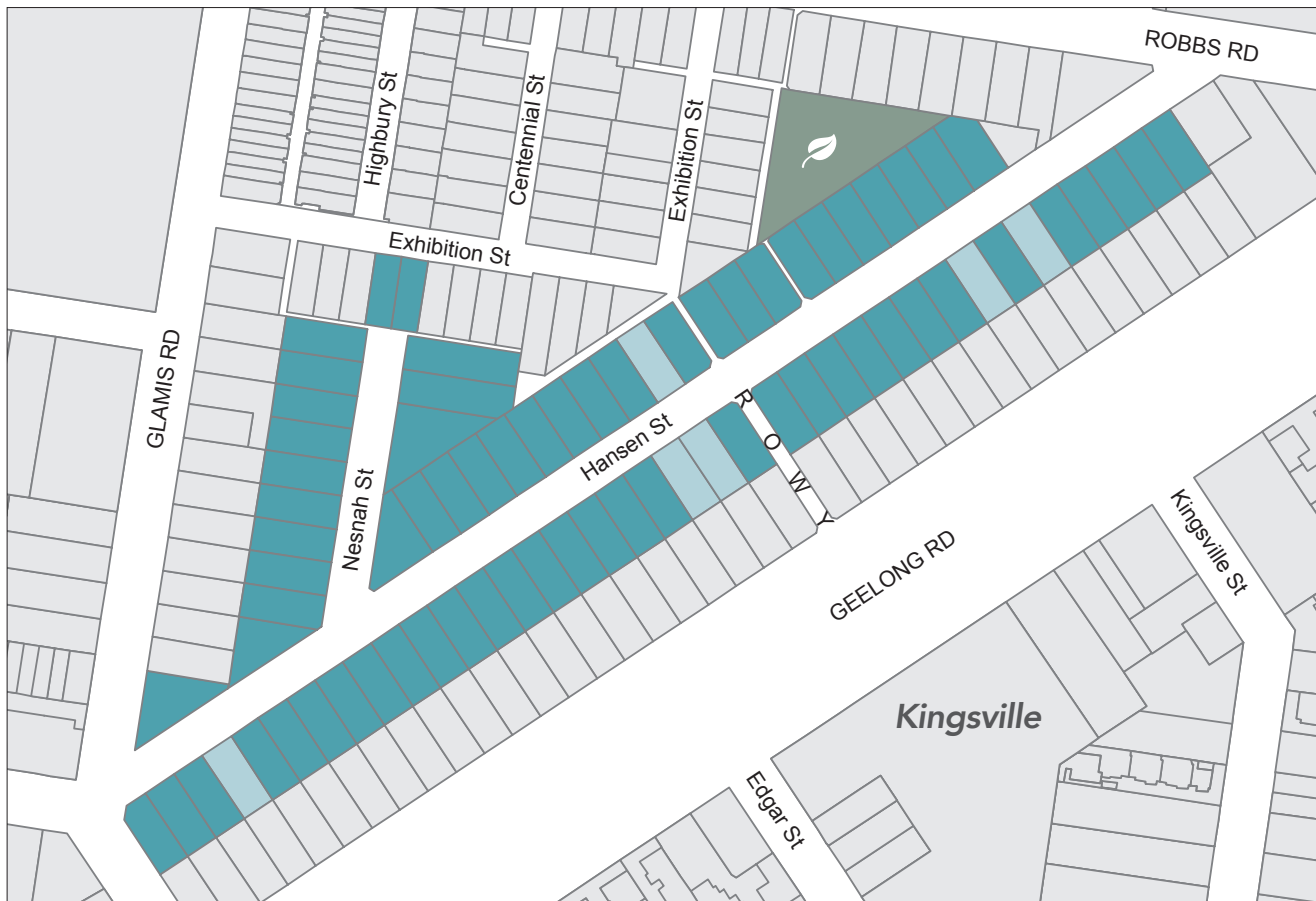 ROBBS RD
Highbury St
Centennial St
Exhibition St
Exhibition St
GLAMIS RD
Hansen St
R O W Y
Nesnah St
Kingsville St
GEELONG RD
Kingsville
Edgar St